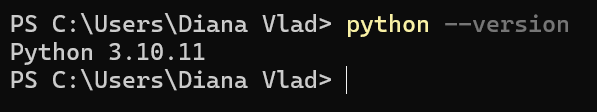 PS C:\Users\Diana Vlad> python --version
Python 3.10.11
PS C:\Users\Diana Vlad>